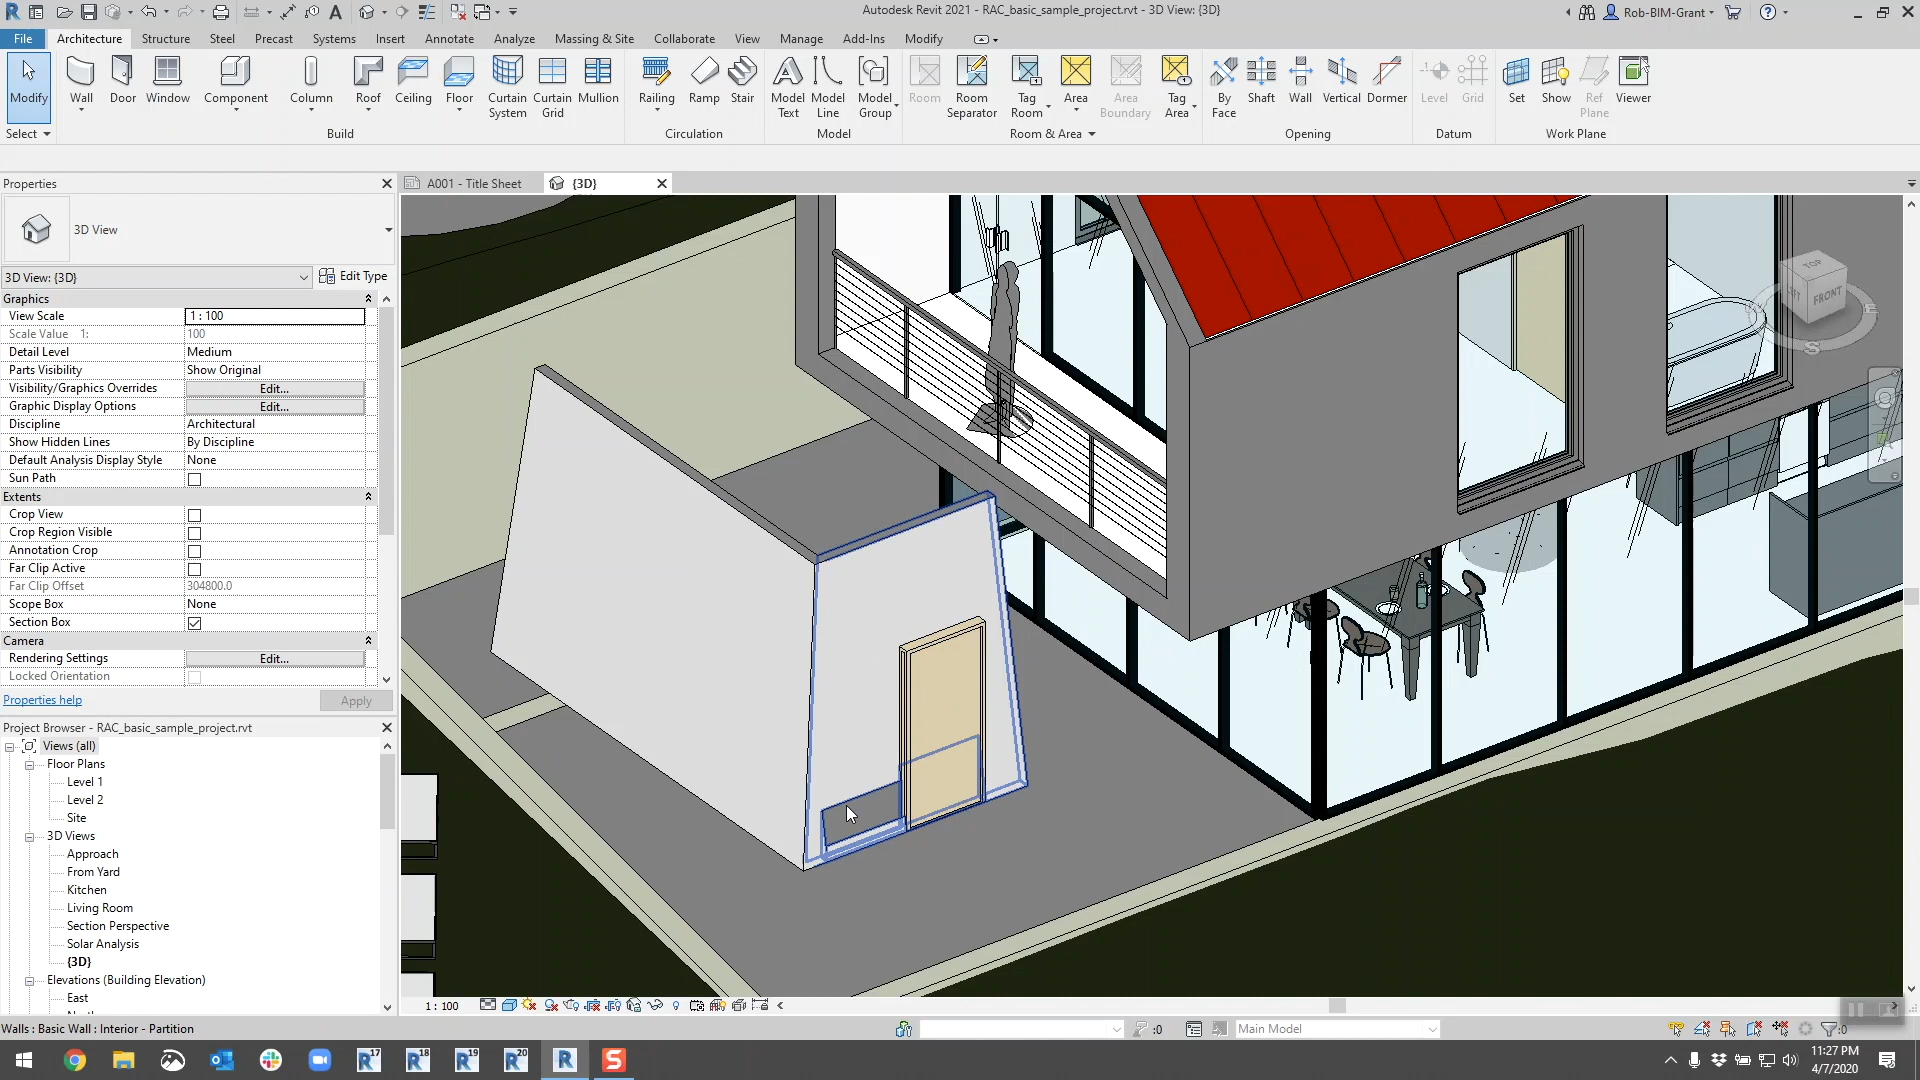 Autodesk Revit 2021 - RAC_basic_sample_project.rvt - 3D View: {3D}
Rob-BIM-Grant
File Architecture Structure Steel Precast Systems Insert Annotate Analyze Massing & Site Collaborate View Manage Add-Ins Modify
Modify
Wall Door Window Component Column Roof Ceiling Floor Curtain System Curtain Grid Mullion
Railing Ramp Stair
Model Text Model Line Model Group
Room Room Separator Tag Room Area Area Boundary Tag Area
By Face Shaft Wall Vertical Dormer
Level Grid
Set Show Ref Plane Viewer
Select Build Circulation Model Room & Area Opening Datum Work Plane
Properties
A001 - Title Sheet
{3D}
3D View
3D View: {3D}
Edit Type
Graphics
View Scale 1 : 100
Scale Value 1: 100
Detail Level Medium
Parts Visibility Show Original
Visibility/Graphics Overrides Edit...
Graphic Display Options Edit...
Discipline Architectural
Show Hidden Lines By Discipline
Default Analysis Display Style None
Sun Path
Extents
Crop View
Crop Region Visible
Annotation Crop
Far Clip Active
Far Clip Offset 304800.0
Scope Box None
Section Box
Camera
Rendering Settings Edit...
Locked Orientation
Properties help
Apply
Project Browser - RAC_basic_sample_project.rvt
Views (all)
Floor Plans
Level 1
Level 2
Site
3D Views
Approach
From Yard
Kitchen
Living Room
Section Perspective
Solar Analysis
{3D}
Elevations (Building Elevation)
East
TOP
LEFT
FRONT
S
E
1 : 100
Walls : Basic Wall : Interior - Partition
:0
Main Model
:0
R17
R18
R19
R20
R
S
11:27 PM
4/7/2020